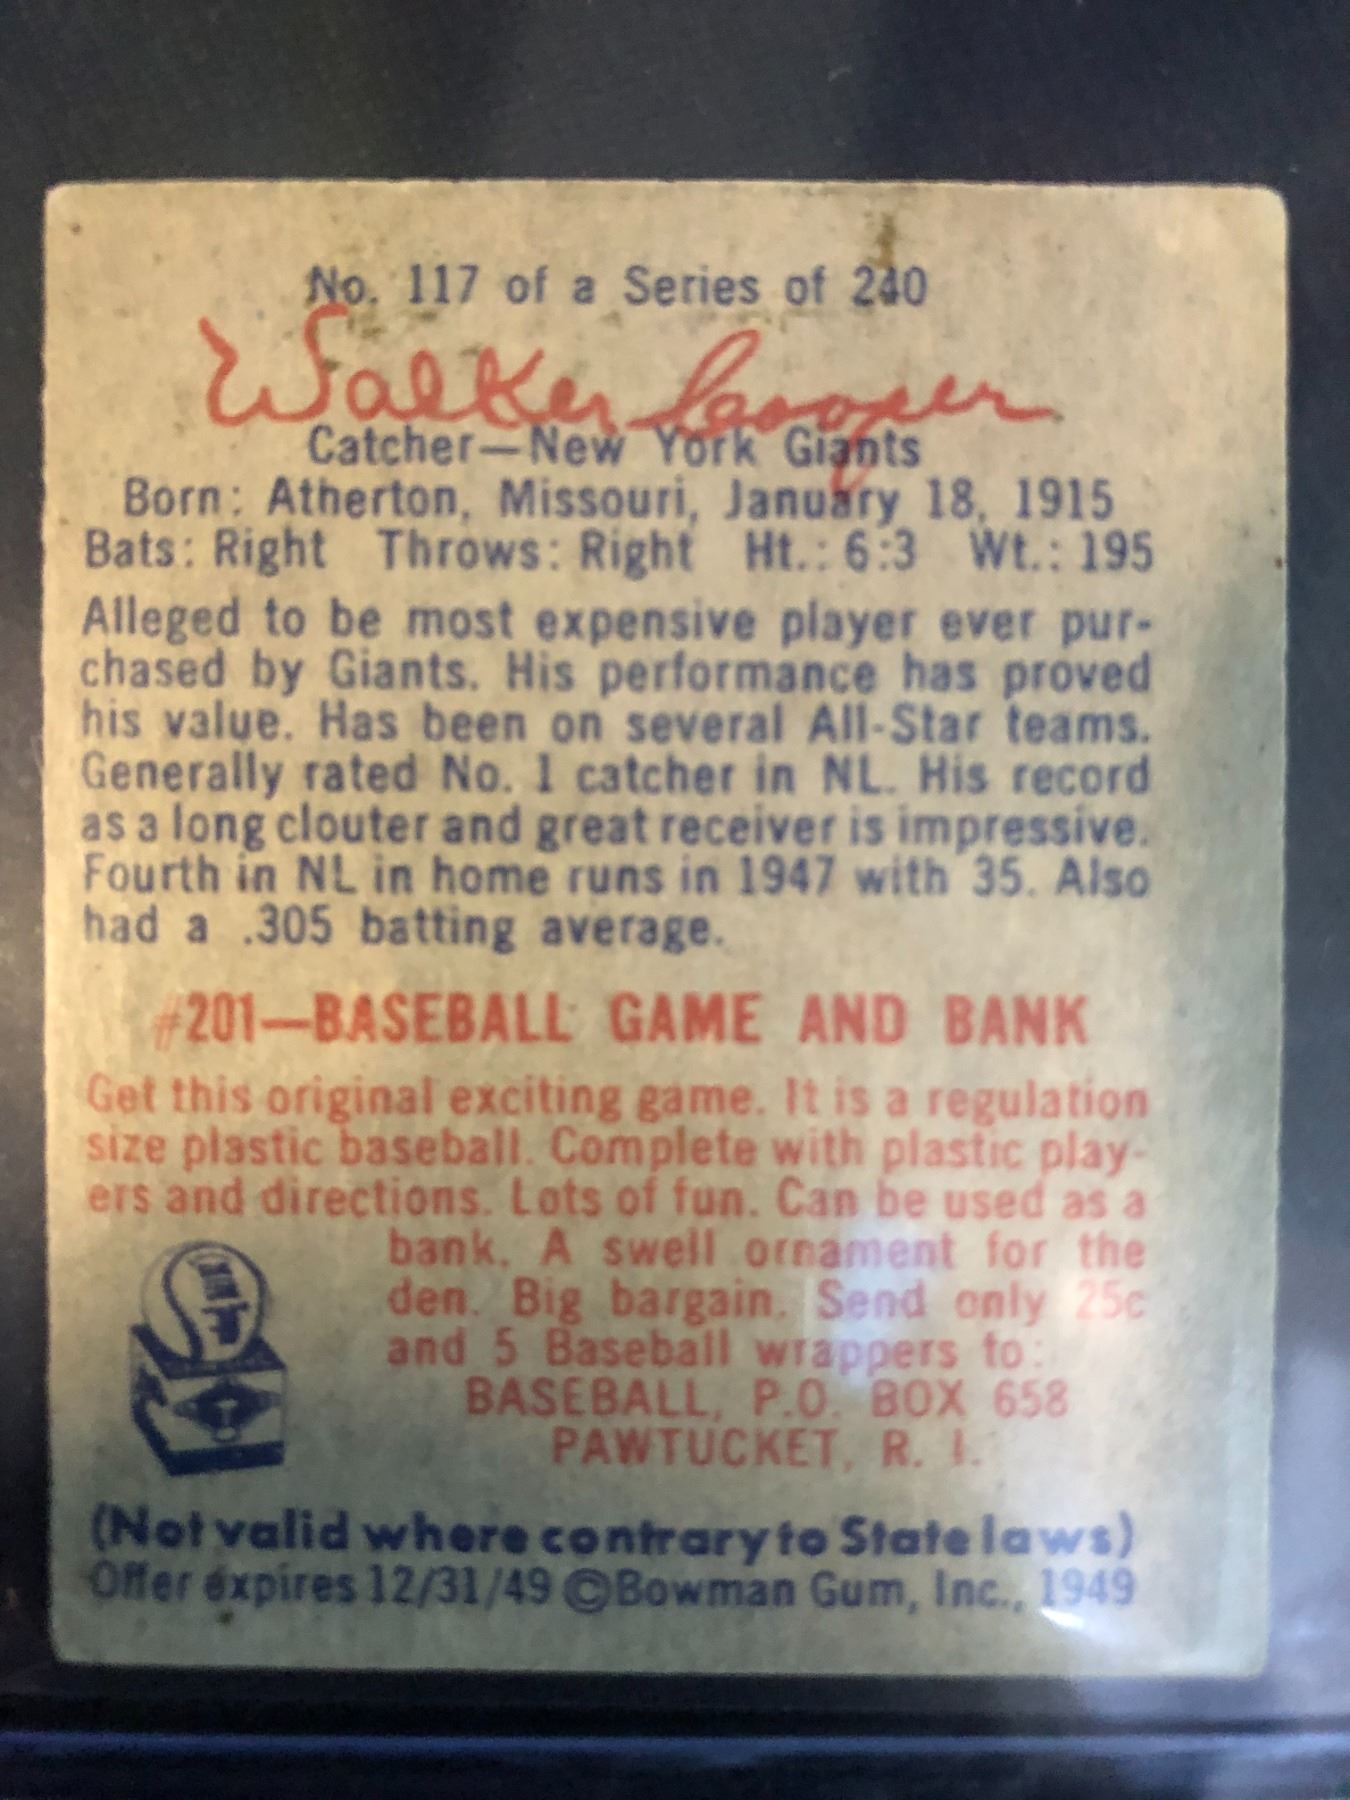 No. 117 of a Series of 240
Walker Cooper
Catcher—New York Giants
Born: Atherton, Missouri, January 18, 1915
Bats: Right Throws: Right Ht.: 6:3 Wt.: 195
Alleged to be most expensive player ever pur-
chased by Giants. His performance has proved
his value. Has been on several All-Star teams.
Generally rated No. 1 catcher in NL. His record
as a long clouter and great receiver is impressive.
Fourth in NL in home runs in 1947 with 35. Also
had a .305 batting average.
#201—BASEBALL GAME AND BANK
Get this original exciting game. It is a regulation
size plastic baseball. Complete with plastic play-
ers and directions. Lots of fun. Can be used as a
bank. A swell ornament for the
den. Big bargain. Send only 25c
and 5 Baseball wrappers to:
BASEBALL, P.O. BOX 658
PAWTUCKET, R. I.
(Not valid where contrary to State laws)
Offer expires 12/31/49 ©Bowman Gum, Inc., 1949